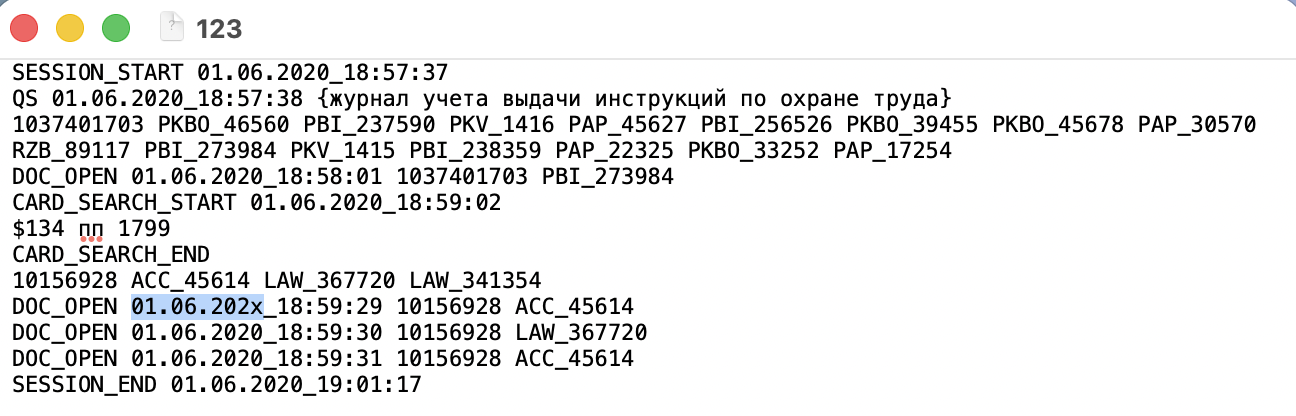 123
SESSION_START 01.06.2020_18:57:37
QS 01.06.2020_18:57:38 {журнал учета выдачи инструкций по охране труда}
1037401703 PKBO_46560 PBI_237590 PKV_1416 PAP_45627 PBI_256526 PKBO_39455 PKBO_45678 PAP_30570
RZB_89117 PBI_273984 PKV_1415 PBI_238359 PAP_22325 PKBO_33252 PAP_17254
DOC_OPEN 01.06.2020_18:58:01 1037401703 PBI_273984
CARD_SEARCH_START 01.06.2020_18:59:02
$134 пп 1799
CARD_SEARCH_END
10156928 ACC_45614 LAW_367720 LAW_341354
DOC_OPEN 01.06.202x_18:59:29 10156928 ACC_45614
DOC_OPEN 01.06.2020_18:59:30 10156928 LAW_367720
DOC_OPEN 01.06.2020_18:59:31 10156928 ACC_45614
SESSION_END 01.06.2020_19:01:17